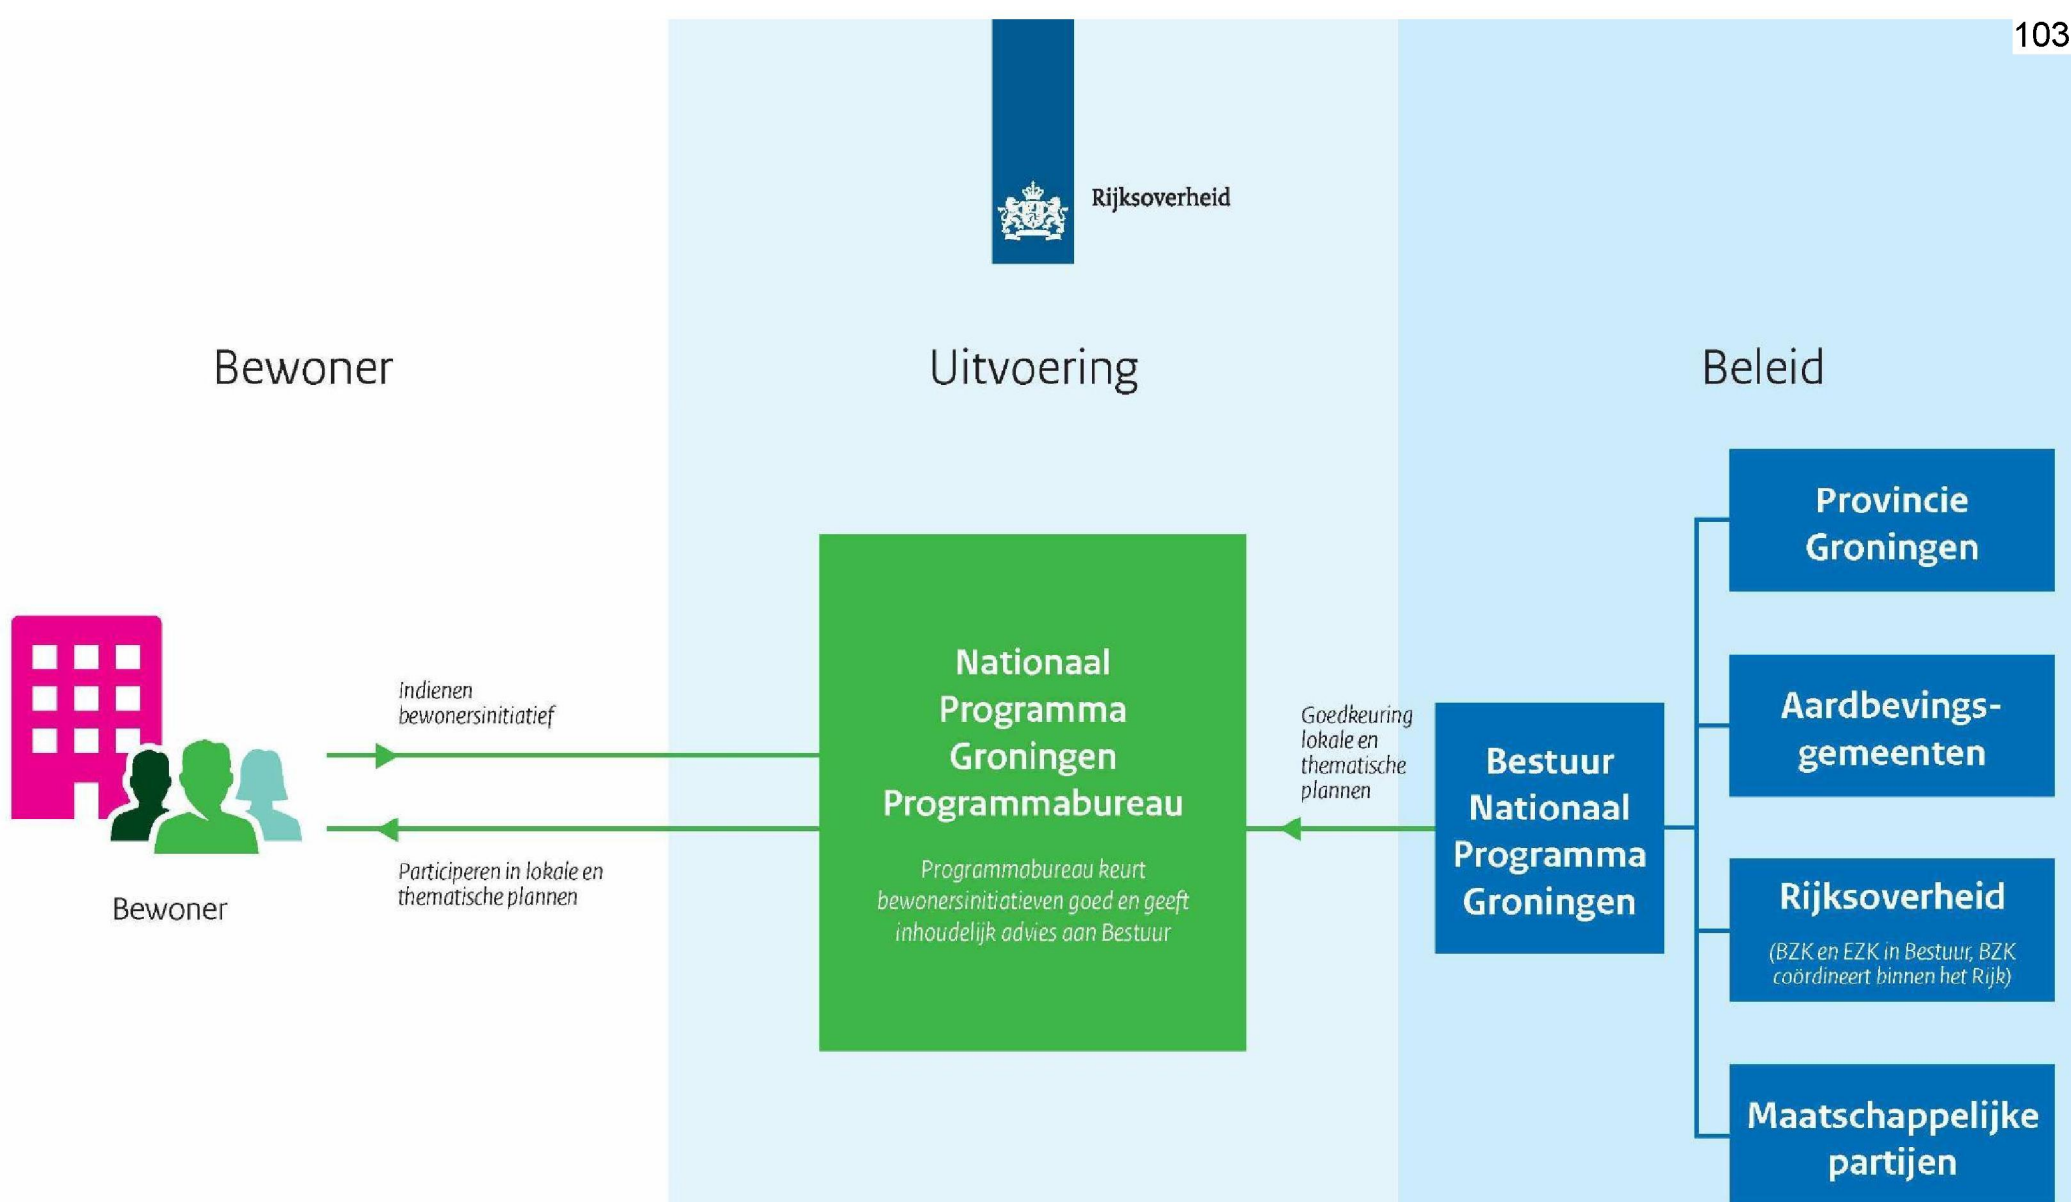 103
Rijksoverheid
Bewoner
Uitvoering
Beleid
Indienen
bewonersinitiatief
Participeren in lokale en
thematische plannen
Bewoner
Nationaal
Programma
Groningen
Programmabureau
Programmabureau keurt
bewonersinitiatieven goed en geeft
inhoudelijk advies aan Bestuur
Goedkeuring
lokale en
thematische
plannen
Bestuur
Nationaal
Programma
Groningen
Provincie
Groningen
Aardbevings-
gemeenten
Rijksoverheid
(BZK en EZK in Bestuur, BZK
coördineert binnen het Rijk)
Maatschappelijke
partijen